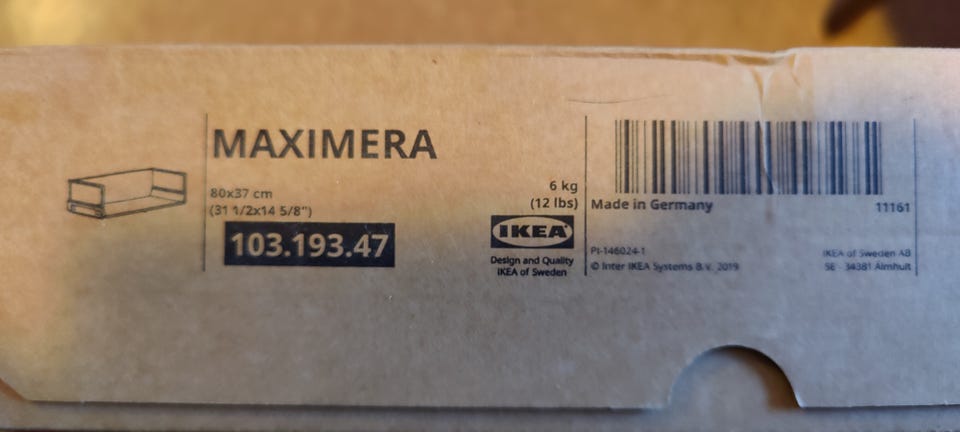 MAXIMERA
80x37 cm
(31 1/2x14 5/8")
103.193.47
6 kg
(12 lbs)
IKEA®
Design and Quality
IKEA of Sweden
Made in Germany
11161
PI-146024-1
© Inter IKEA Systems B.V. 2019
IKEA of Sweden AB
SE - 34381 Älmhult